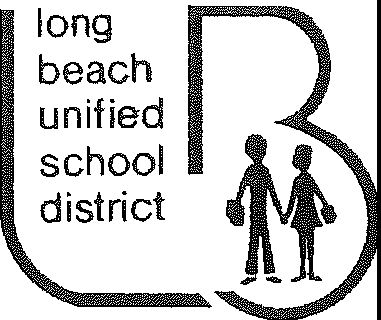 long
beach
unified
school
district